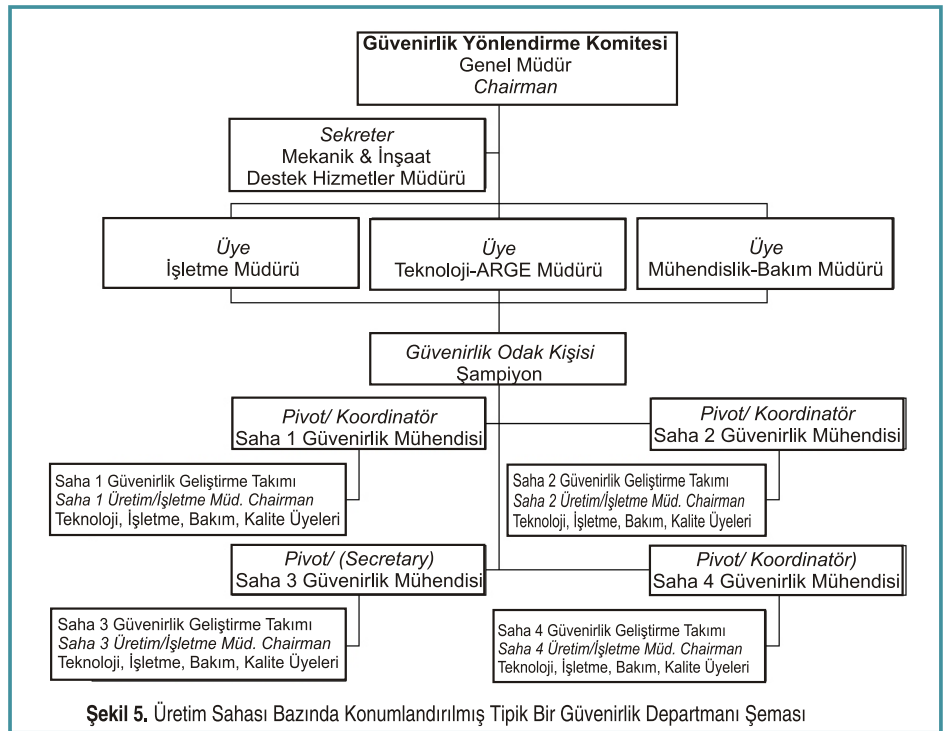 Güvenirlik Yönlendirme Komitesi
Genel Müdür
Chairman
Sekreter
Mekanik & İnşaat
Destek Hizmetler Müdürü
Üye
İşletme Müdürü
Üye
Teknoloji-ARGE Müdürü
Üye
Mühendislik-Bakım Müdürü
Güvenirlik Odak Kişisi
Şampiyon
Pivot/ Koordinatör
Saha 1 Güvenirlik Mühendisi
Pivot/ Koordinatör
Saha 2 Güvenirlik Mühendisi
Saha 1 Güvenirlik Geliştirme Takımı
Saha 1 Üretim/İşletme Müd. Chairman
Teknoloji, İşletme, Bakım, Kalite Üyeleri
Saha 2 Güvenirlik Geliştirme Takımı
Saha 2 Üretim/İşletme Müd. Chairman
Teknoloji, İşletme, Bakım, Kalite Üyeleri
Pivot/ (Secretary)
Saha 3 Güvenirlik Mühendisi
Pivot/ Koordinatör)
Saha 4 Güvenirlik Mühendisi
Saha 3 Güvenirlik Geliştirme Takımı
Saha 3 Üretim/İşletme Müd. Chairman
Teknoloji, İşletme, Bakım, Kalite Üyeleri
Saha 4 Güvenirlik Geliştirme Takımı
Saha 4 Üretim/İşletme Müd. Chairman
Teknoloji, İşletme, Bakım, Kalite Üyeleri
Şekil 5. Üretim Sahası Bazında Konumlandırılmış Tipik Bir Güvenirlik Departmanı Şeması